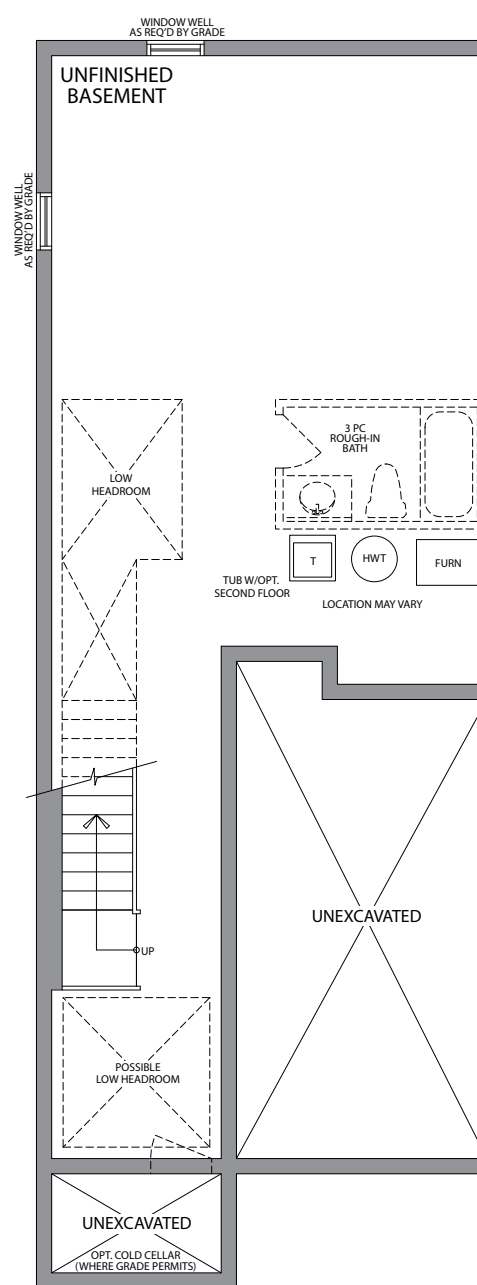 WINDOW WELL
AS REQ'D BY GRADE
UNFINISHED
BASEMENT
WINDOW WELL
AS REQ'D BY GRADE
3 PC
ROUGH-IN
BATH
LOW
HEADROOM
T
HWT
FURN
TUB W/OPT.
SECOND FLOOR
LOCATION MAY VARY
UNEXCAVATED
UP
POSSIBLE
LOW HEADROOM
UNEXCAVATED
OPT. COLD CELLAR
(WHERE GRADE PERMITS)